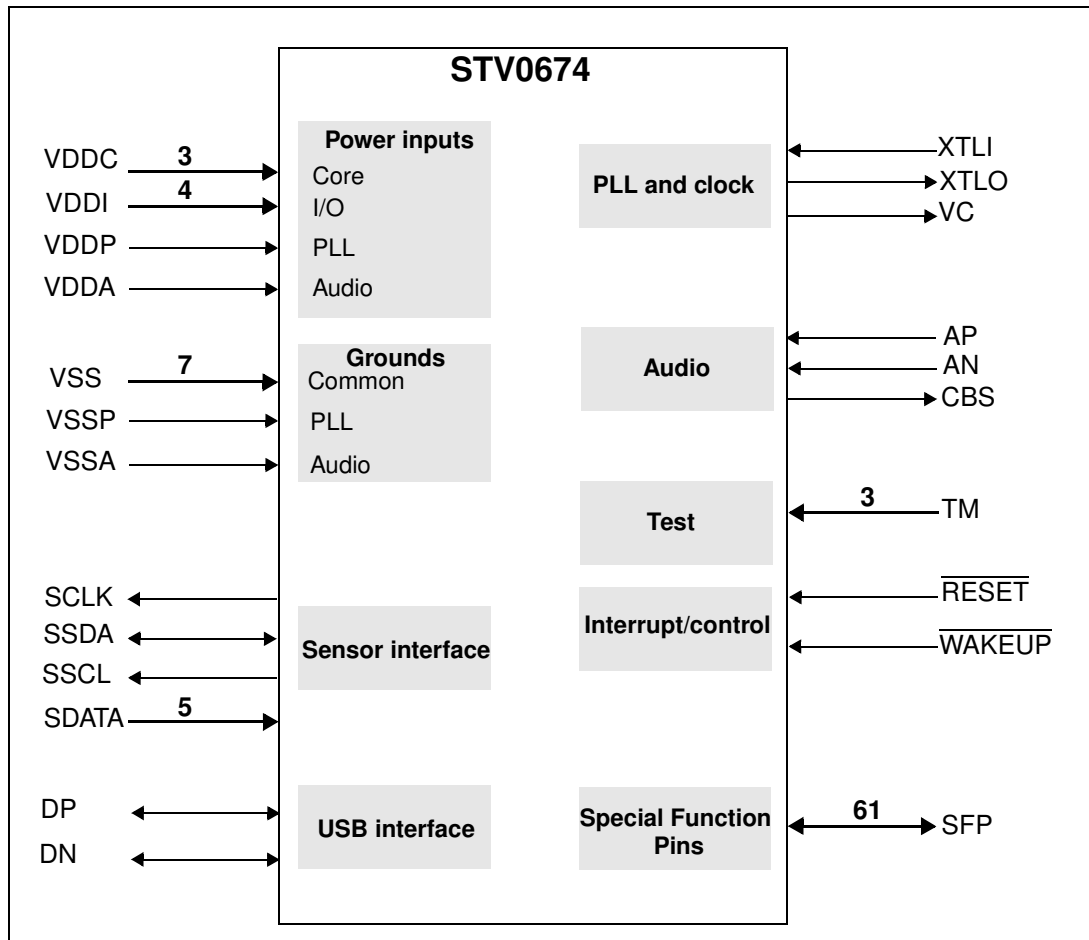 STV0674
Power inputs
VDDC 3 Core
VDDI 4 I/O
VDDP PLL
VDDA Audio
Grounds
VSS 7 Common
VSSP PLL
VSSA Audio
SCLK
SSDA
SSCL
Sensor interface
SDATA 5
DP
DN
USB interface
PLL and clock
XTLI
XTLO
VC
Audio
AP
AN
CBS
Test
3 TM
Interrupt/control
RESET
WAKEUP
Special Function
Pins
61 SFP